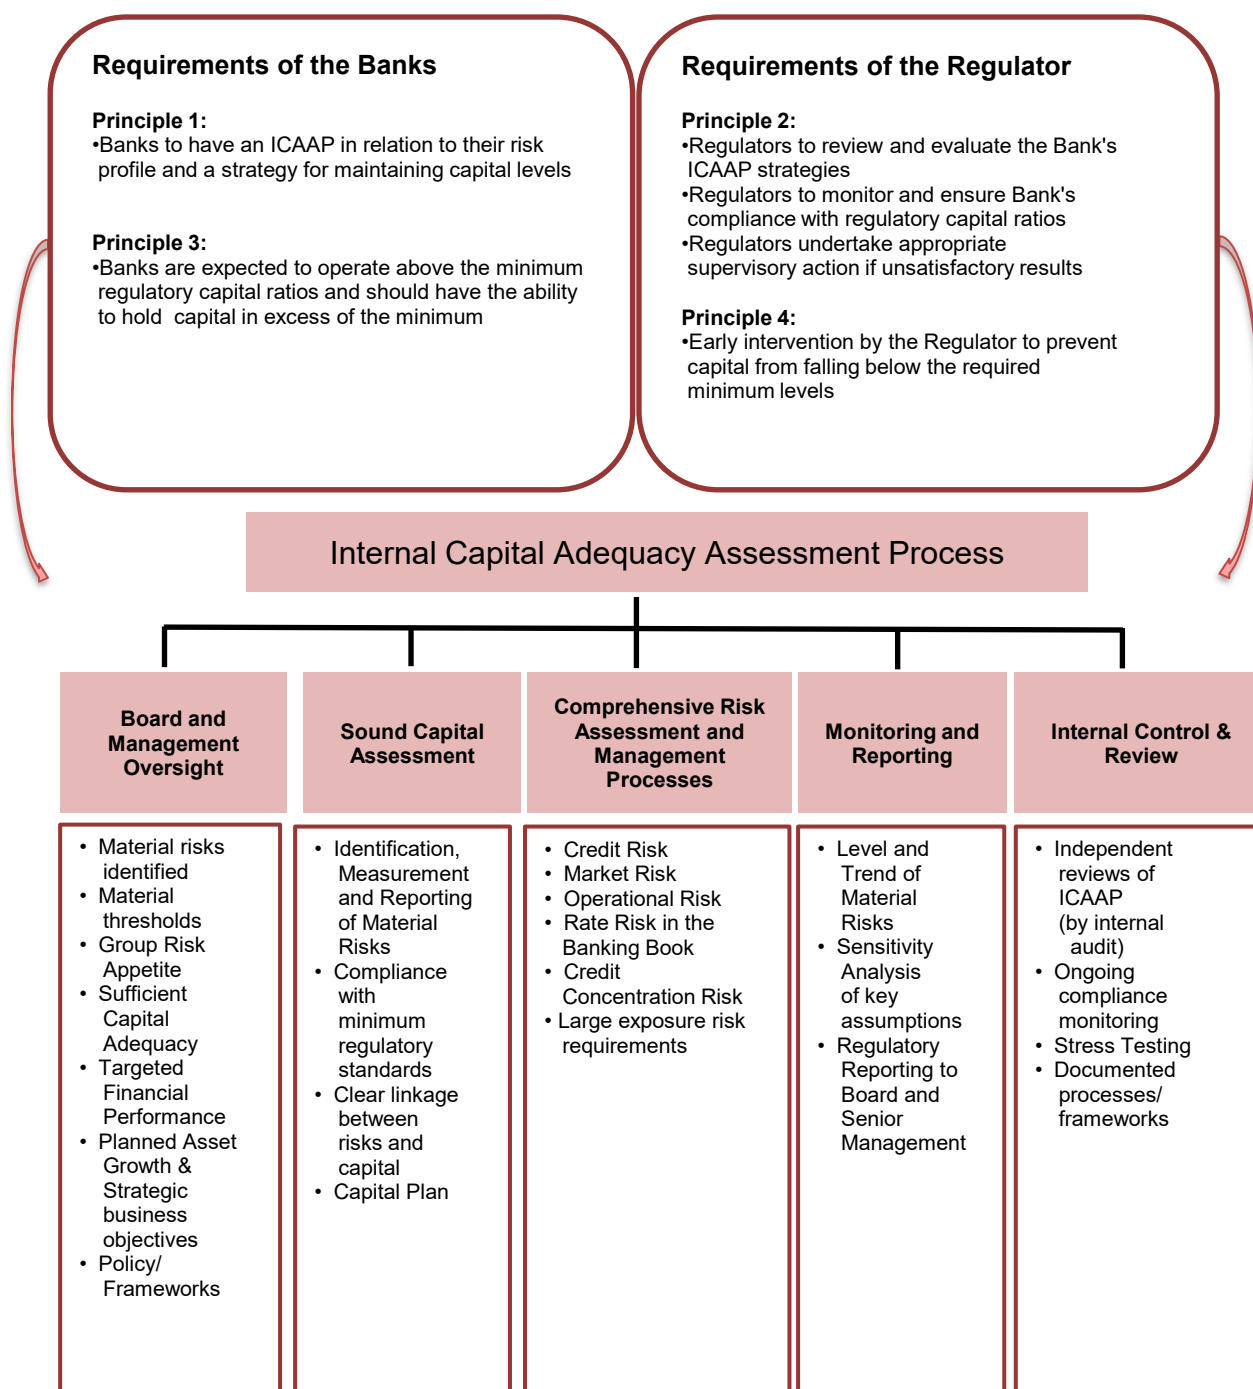 Requirements of the Banks
Principle 1:
•Banks to have an ICAAP in relation to their risk
profile and a strategy for maintaining capital levels
Principle 3:
•Banks are expected to operate above the minimum
regulatory capital ratios and should have the ability
to hold capital in excess of the minimum
Requirements of the Regulator
Principle 2:
•Regulators to review and evaluate the Bank's
ICAAP strategies
•Regulators to monitor and ensure Bank's
compliance with regulatory capital ratios
•Regulators undertake appropriate
supervisory action if unsatisfactory results
Principle 4:
•Early intervention by the Regulator to prevent
capital from falling below the required
minimum levels
Internal Capital Adequacy Assessment Process
Board and
Management
Oversight
• Material risks
identified
• Material
thresholds
• Group Risk
Appetite
• Sufficient
Capital
Adequacy
• Targeted
Financial
Performance
• Planned Asset
Growth &
Strategic
business
objectives
• Policy/
Frameworks
Sound Capital
Assessment
• Identification,
Measurement
and Reporting
of Material
Risks
• Compliance
with
minimum
regulatory
standards
• Clear linkage
between
risks and
capital
• Capital Plan
Comprehensive Risk
Assessment and
Management
Processes
• Credit Risk
• Market Risk
• Operational Risk
• Rate Risk in the
Banking Book
• Credit
Concentration Risk
• Large exposure risk
requirements
Monitoring and
Reporting
• Level and
Trend of
Material
Risks
• Sensitivity
Analysis
of key
assumptions
• Regulatory
Reporting to
Board and
Senior
Management
Internal Control &
Review
• Independent
reviews of
ICAAP
(by internal
audit)
• Ongoing
compliance
monitoring
• Stress Testing
• Documented
processes/
frameworks